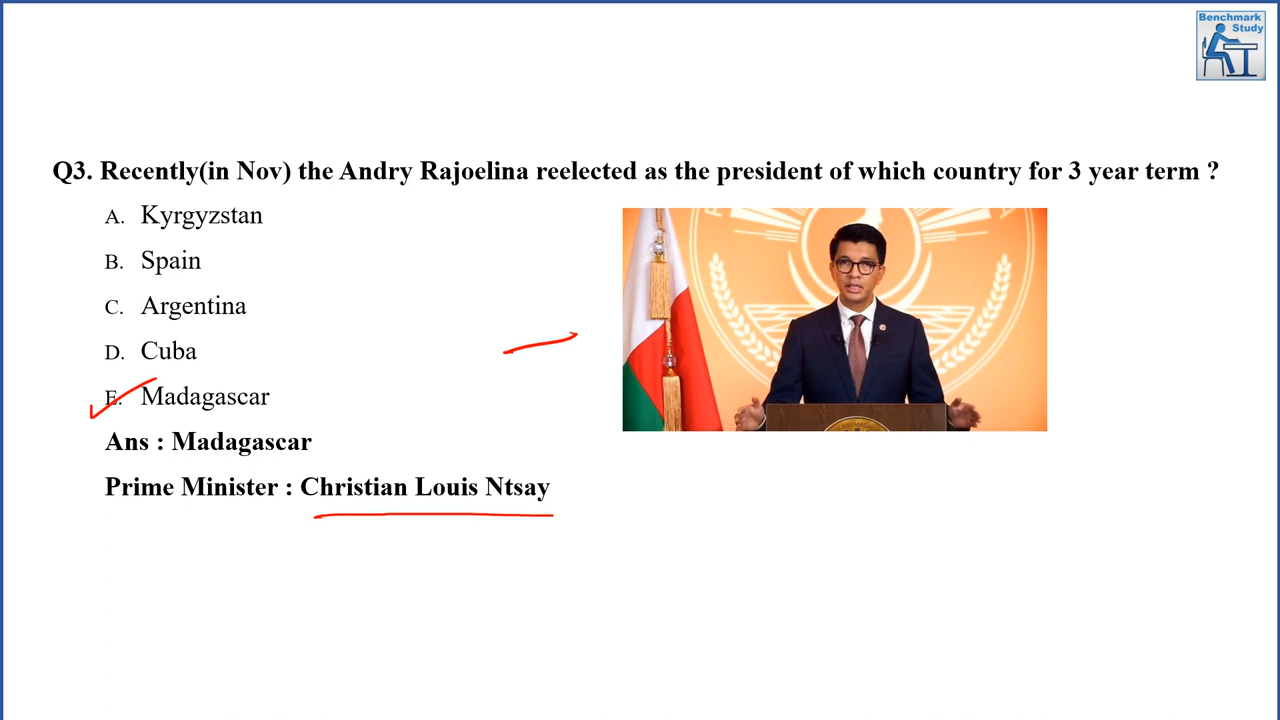 Benchmark
Study
Q3. Recently(in Nov) the Andry Rajoelina reelected as the president of which country for 3 year term ?
A. Kyrgyzstan
B. Spain
C. Argentina
D. Cuba
E. Madagascar
Ans : Madagascar
Prime Minister : Christian Louis Ntsay